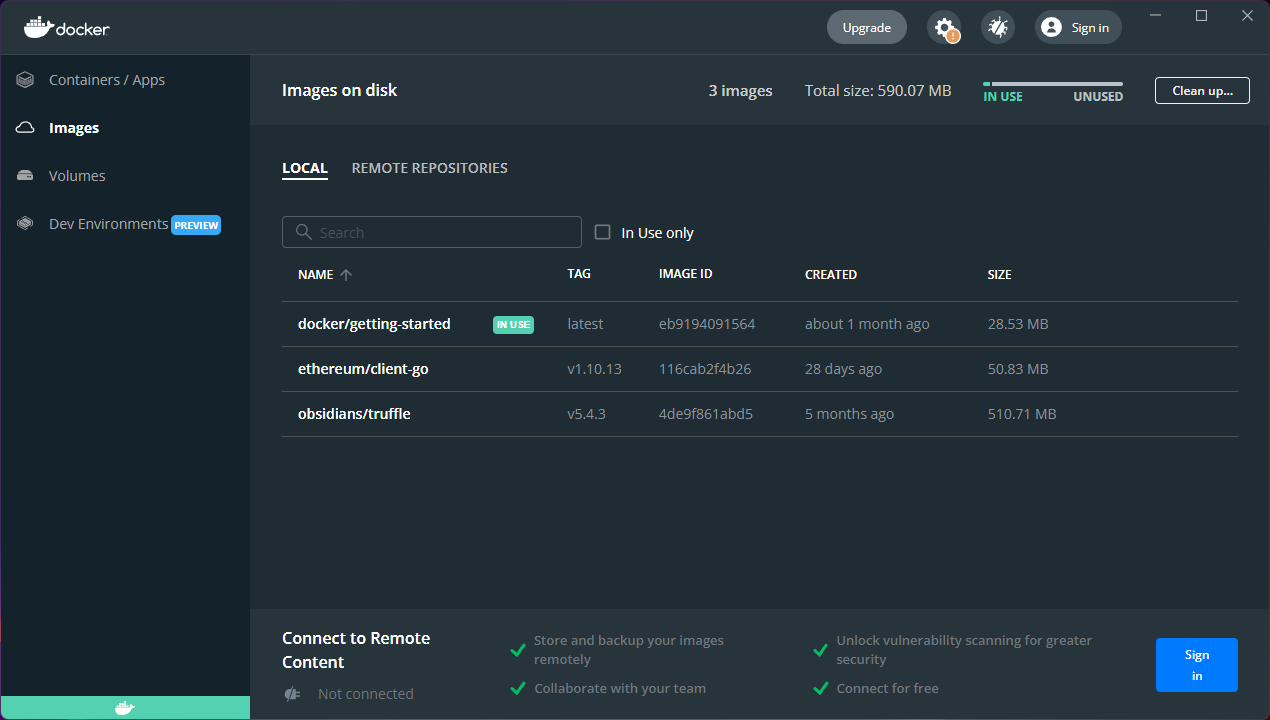 docker
Upgrade
Sign in
Containers / Apps
Images
Volumes
Dev Environments PREVIEW
Images on disk
3 images
Total size: 590.07 MB
IN USE
UNUSED
Clean up...
LOCAL
REMOTE REPOSITORIES
Search
In Use only
NAME TAG IMAGE ID CREATED SIZE
docker/getting-started IN USE latest eb9194091564 about 1 month ago 28.53 MB
ethereum/client-go v1.10.13 116cab2f4b26 28 days ago 50.83 MB
obsidians/truffle v5.4.3 4de9f861abd5 5 months ago 510.71 MB
Connect to Remote
Content
Not connected
Store and backup your images
remotely
Collaborate with your team
Unlock vulnerability scanning for greater
security
Connect for free
Sign
in